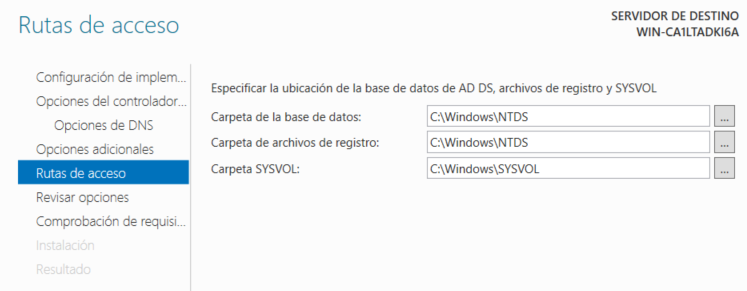 Rutas de acceso
SERVIDOR DE DESTINO
WIN-CA1LTADKI6A
Configuración de implem...
Opciones del controlador...
Opciones de DNS
Opciones adicionales
Rutas de acceso
Revisar opciones
Comprobación de requisi...
Instalación
Resultado
Especificar la ubicación de la base de datos de AD DS, archivos de registro y SYSVOL
Carpeta de la base de datos: C:\Windows\NTDS ...
Carpeta de archivos de registro: C:\Windows\NTDS ...
Carpeta SYSVOL: C:\Windows\SYSVOL ...